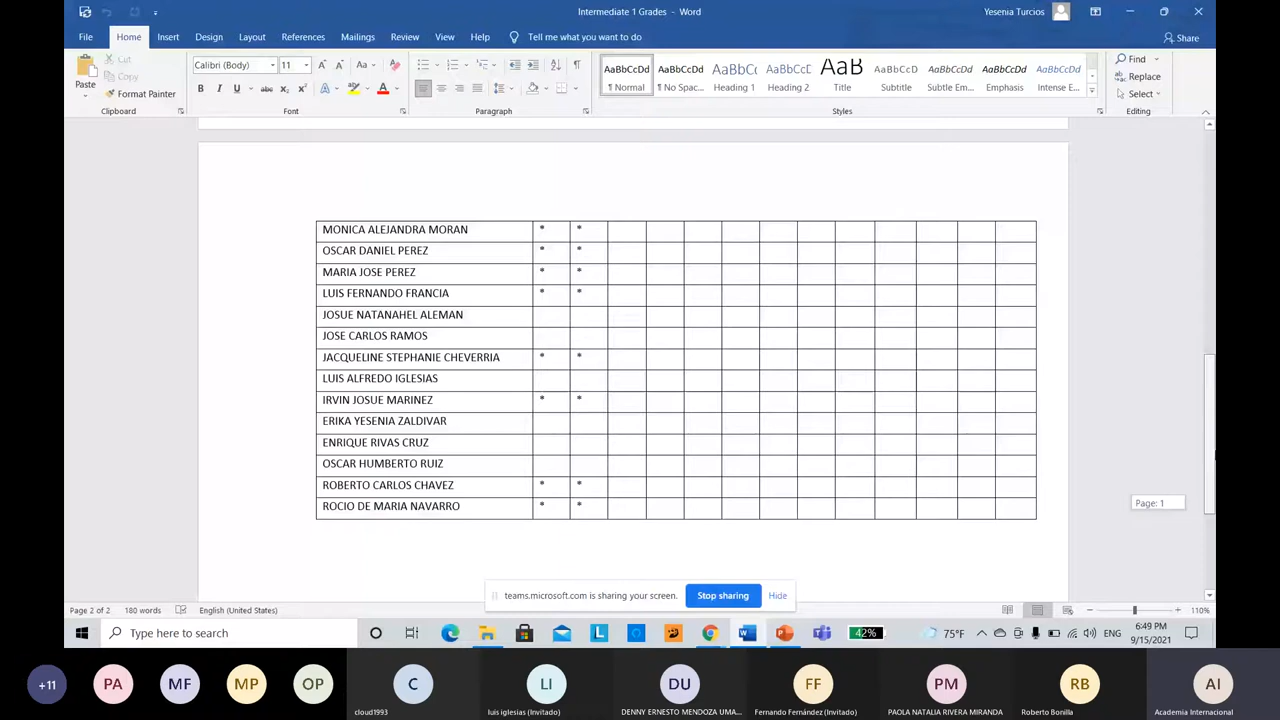 Intermediate 1 Grades - Word
Yesenia Turcios
File Home Insert Design Layout References Mailings Review View Help Tell me what you want to do Share
Paste Cut Copy Format Painter
Calibri (Body) 11
AaBbCcDd AaBbCcDd AaBbCc AaBbCcD AaB AaBbCcD AaBbCcDd AaBbCcDd AaBbCcDd
¶ Normal ¶ No Spac... Heading 1 Heading 2 Title Subtitle Subtle Em... Emphasis Intense E...
Find Replace Select
Clipboard Font Paragraph Styles Editing
MONICA ALEJANDRA MORAN * *
OSCAR DANIEL PEREZ * *
MARIA JOSE PEREZ * *
LUIS FERNANDO FRANCIA * *
JOSUE NATANAHEL ALEMAN
JOSE CARLOS RAMOS
JACQUELINE STEPHANIE CHEVERRIA * *
LUIS ALFREDO IGLESIAS
IRVIN JOSUE MARINEZ * *
ERIKA YESENIA ZALDIVAR
ENRIQUE RIVAS CRUZ
OSCAR HUMBERTO RUIZ
ROBERTO CARLOS CHAVEZ * *
ROCIO DE MARIA NAVARRO * *
Page: 1
teams.microsoft.com is sharing your screen. Stop sharing Hide
Page 2 of 2 180 words English (United States) 110%
Type here to search 42% 75°F ENG 6:49 PM 9/15/2021
+11 PA MF MP OP C LI DU FF PM RB AI
cloud1993 luis iglesias (Invitado) DENNY ERNESTO MENDOZA UMA... Fernando Fernández (Invitado) PAOLA NATALIA RIVERA MIRANDA Roberto Bonilla Academia Internacional